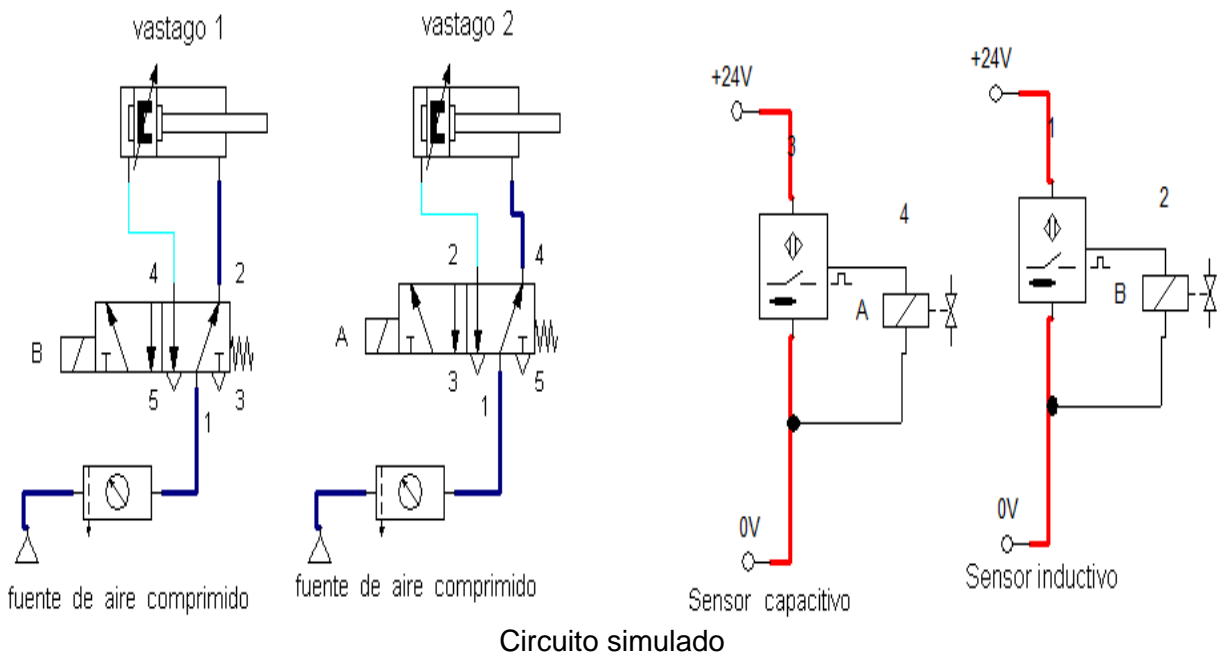 vastago 1
vastago 2
+24V
+24V
3
1
4
2
A
B
4
2
2
4
B
A
5
3
1
3
5
1
0V
0V
fuente de aire comprimido
fuente de aire comprimido
Sensor capacitivo
Sensor inductivo
Circuito simulado